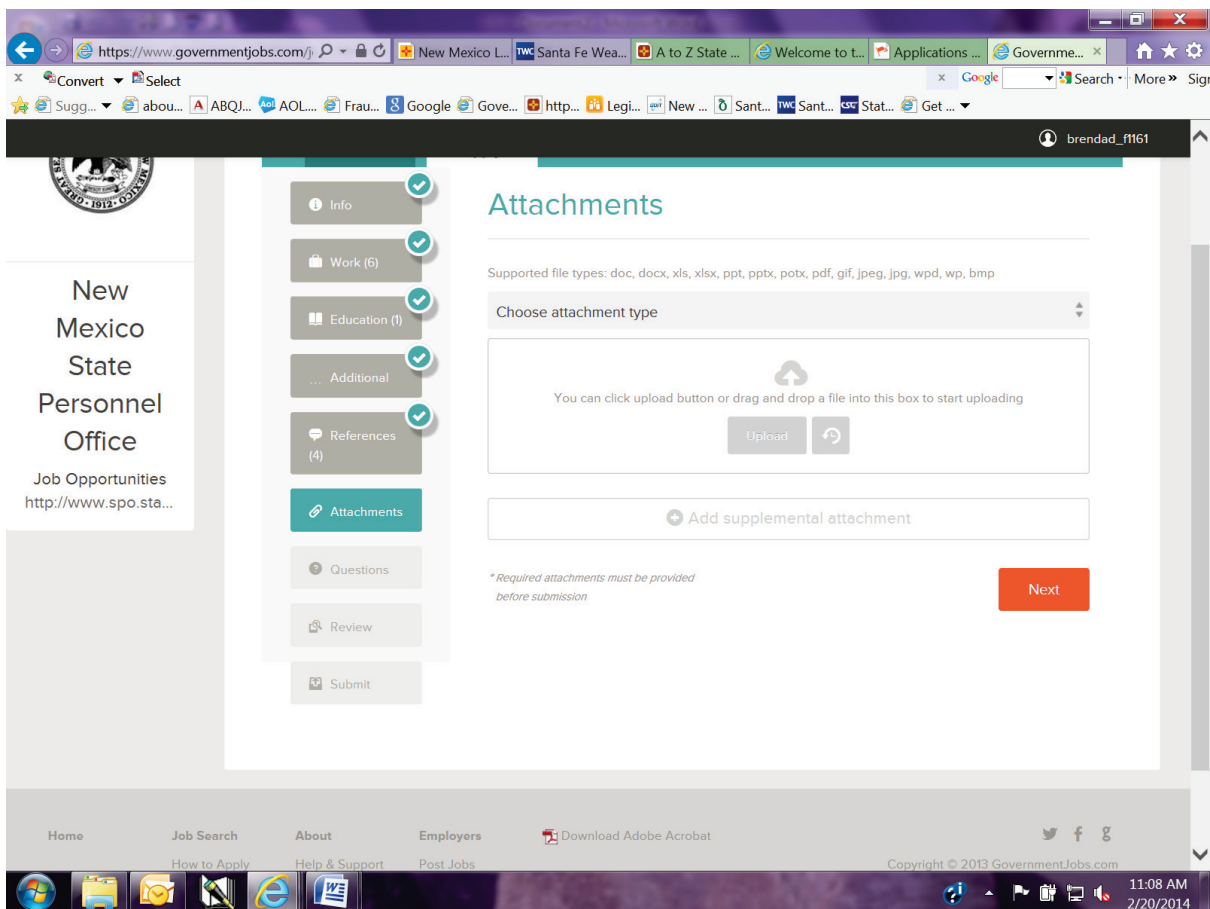 https://www.governmentjobs.com/j
New Mexico L...
Santa Fe Wea...
A to Z State ...
Welcome to t...
Applications ...
Governme...
x Convert Select
x Google Search More » Sign
Sugg... abou... ABQJ... AOL... Frau... Google Gove... http... Legi... New ... Sant... Sant... Stat... Get ...
brendad_f1161
1912
New
Mexico
State
Personnel
Office
Job Opportunities
http://www.spo.sta...
Info
Work (6)
Education (1)
... Additional
References
(4)
Attachments
Questions
Review
Submit
Attachments
Supported file types: doc, docx, xls, xlsx, ppt, pptx, potx, pdf, gif, jpeg, jpg, wpd, wp, bmp
Choose attachment type
You can click upload button or drag and drop a file into this box to start uploading
Upload
Add supplemental attachment
* Required attachments must be provided
before submission
Next
Home Job Search About Employers Download Adobe Acrobat
How to Apply Help & Support Post Jobs Copyright © 2013 GovernmentJobs.com
11:08 AM
2/20/2014